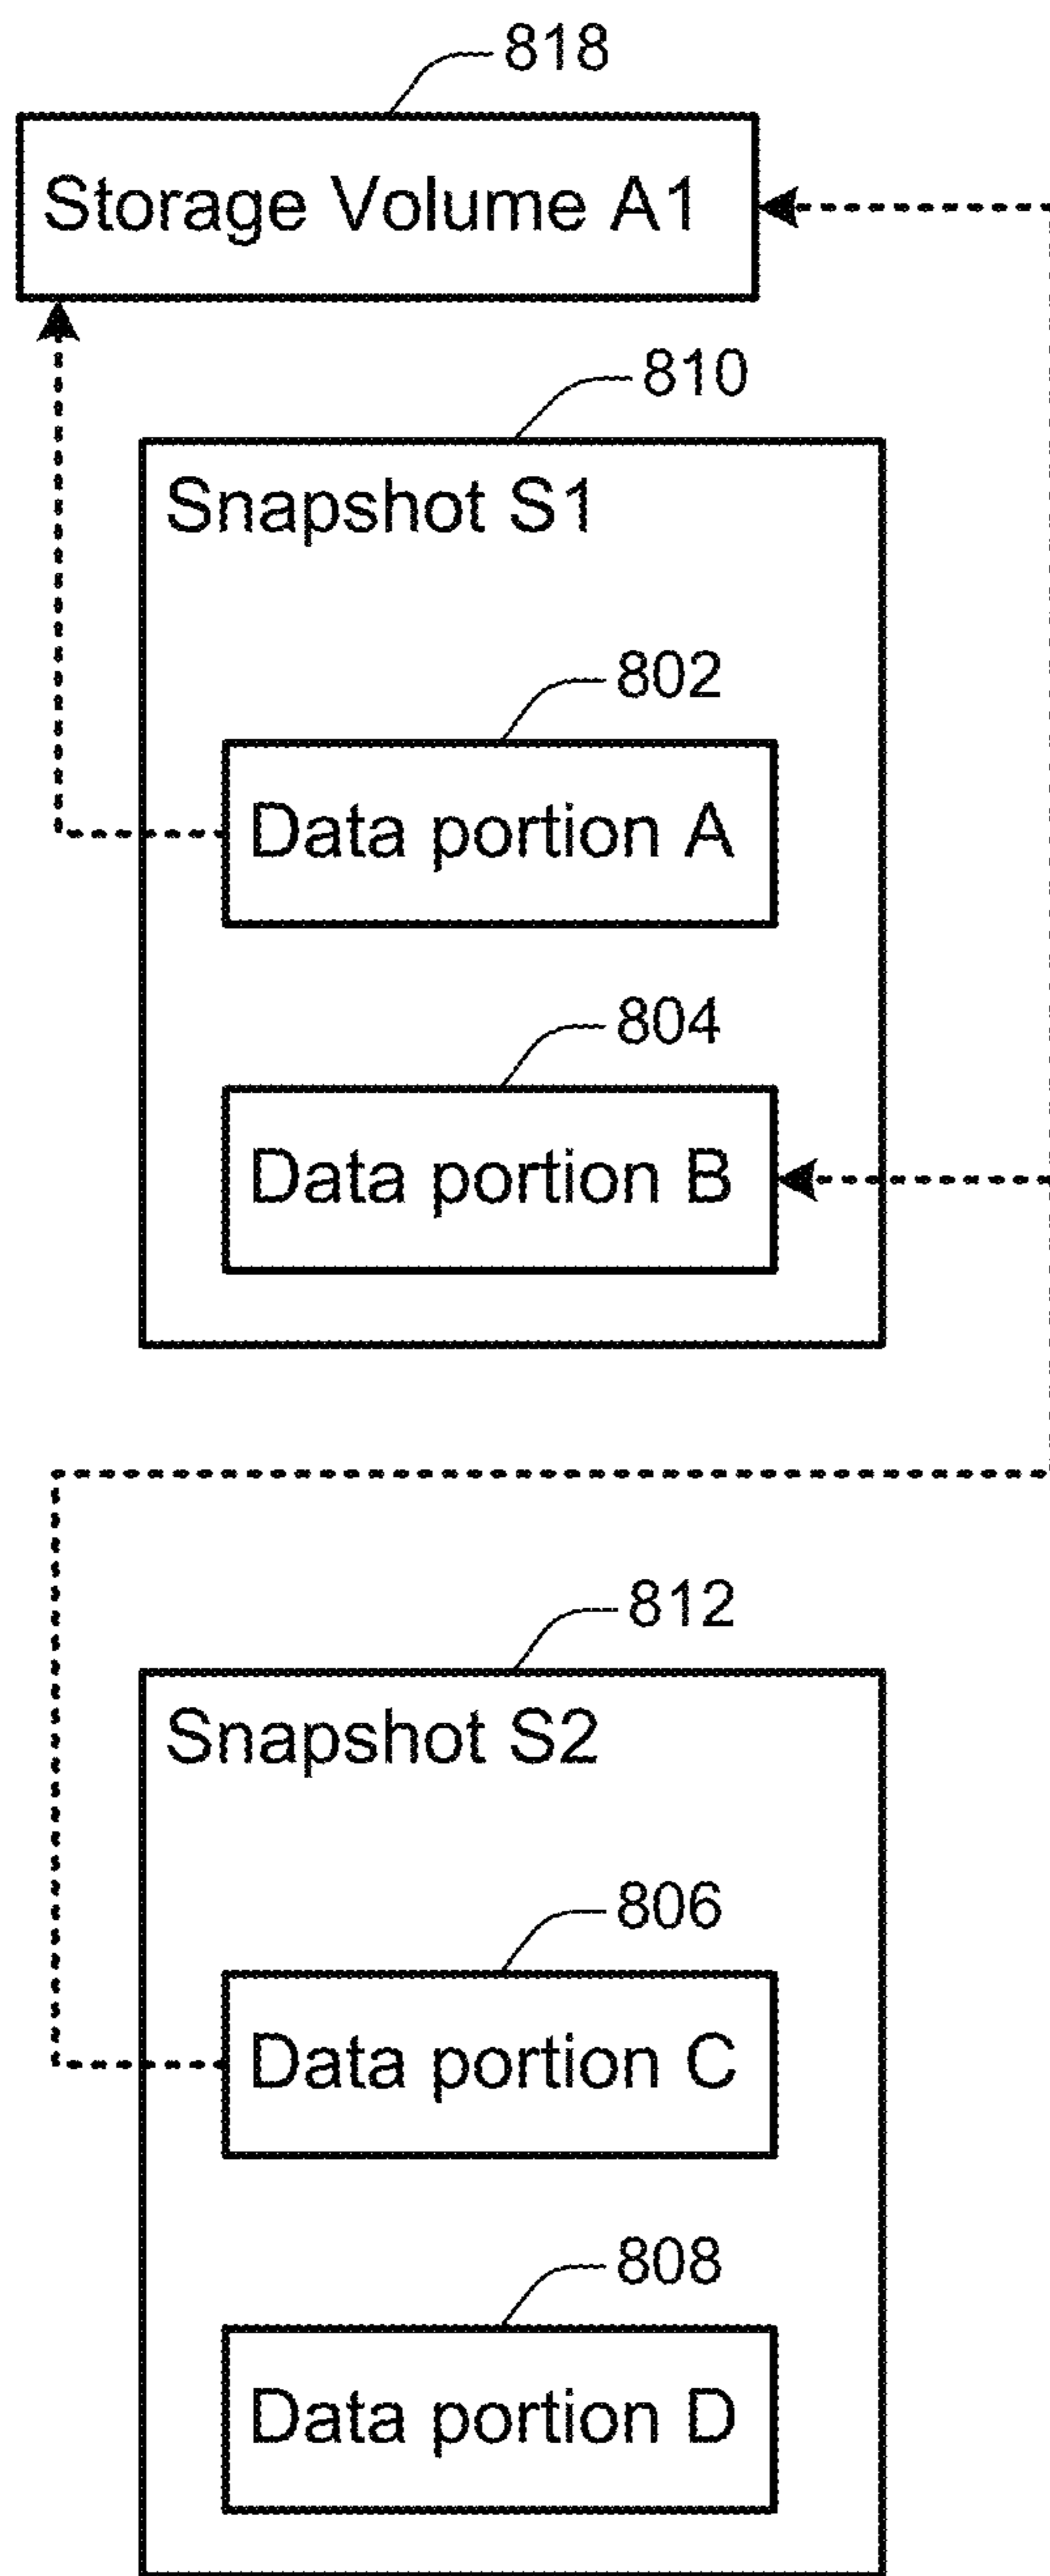 818
Storage Volume A1
810
Snapshot S1
802
Data portion A
804
Data portion B
812
Snapshot S2
806
Data portion C
808
Data portion D